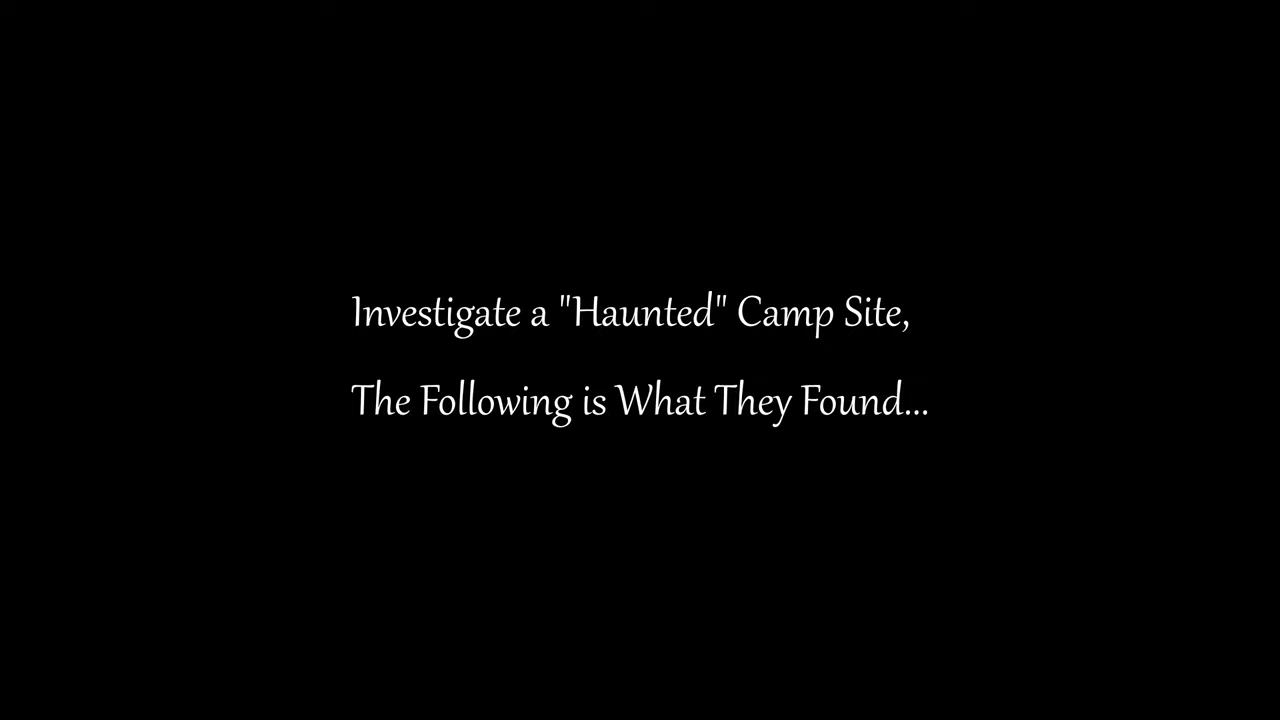 Investigate a "Haunted" Camp Site,
The Following is What They Found...